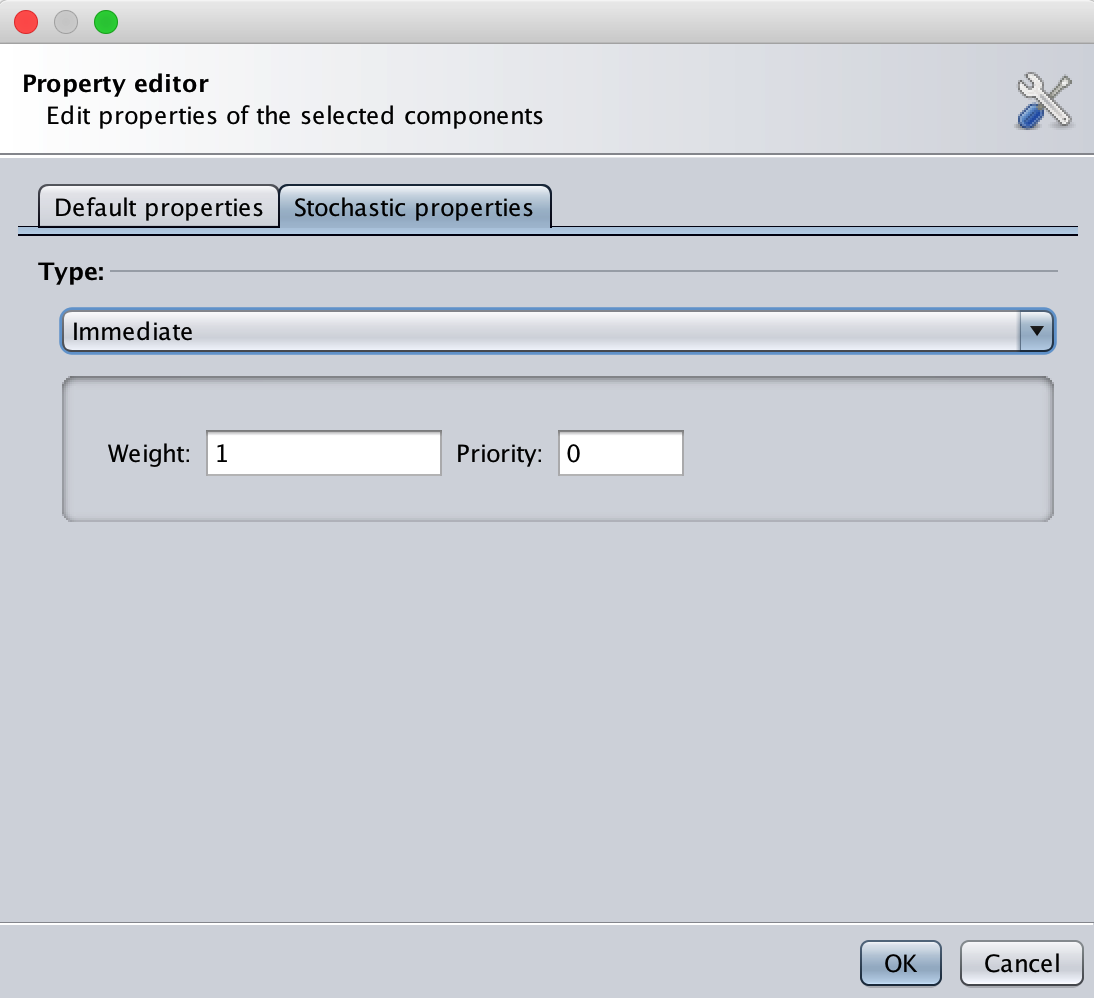 Property editor
Edit properties of the selected components
Default properties
Stochastic properties
Type:
Immediate
Weight: 1 Priority: 0
OK Cancel